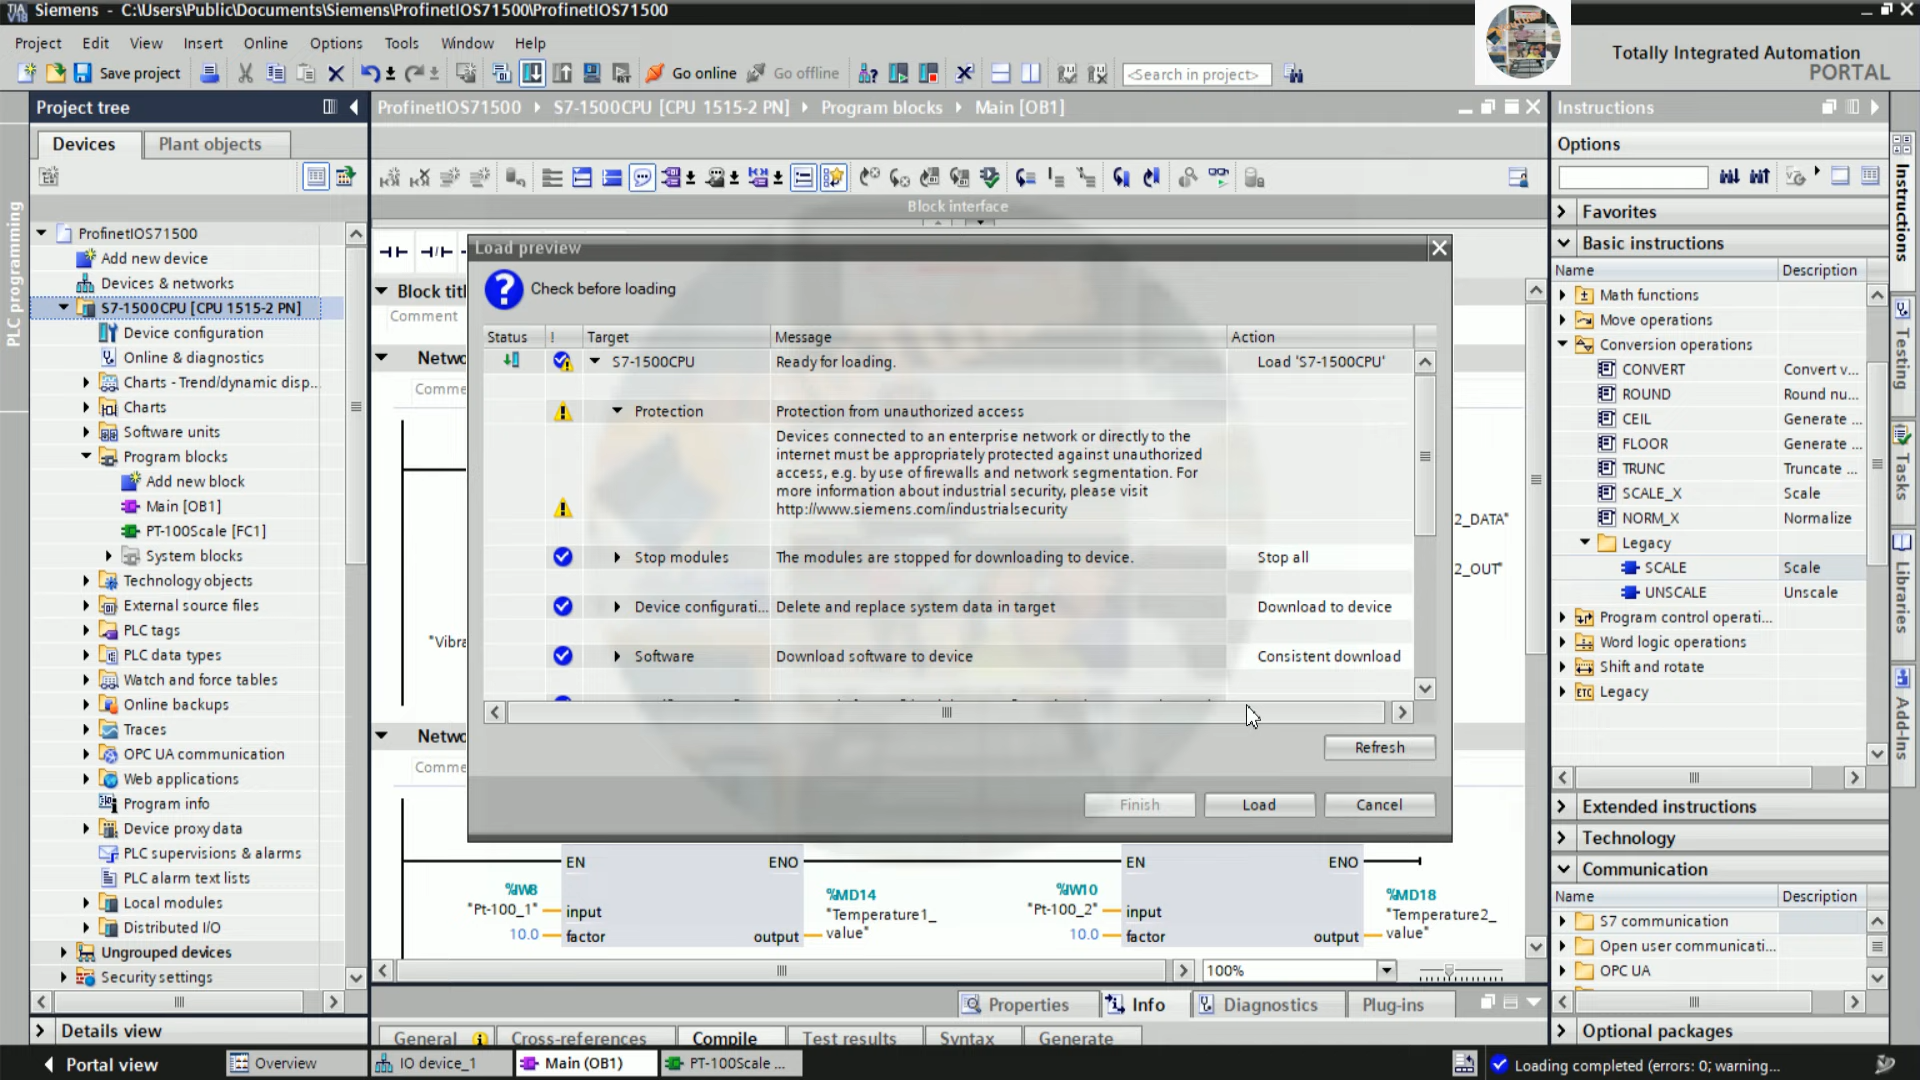 Siemens - C:\Users\Public\Documents\Siemens\ProfinetIOS71500\ProfinetIOS71500
Project Edit View Insert Online Options Tools Window Help
Totally Integrated Automation
PORTAL
Save project
Go online
Go offline
<Search in project>
Project tree
ProfinetIOS71500 › S7-1500CPU [CPU 1515-2 PN] › Program blocks › Main [OB1]
Instructions
Devices
Plant objects
Options
Block interface
PLC programming
ProfinetIOS71500
Add new device
Devices & networks
S7-1500CPU [CPU 1515-2 PN]
Device configuration
Online & diagnostics
Charts - Trend/dynamic disp...
Charts
Software units
Program blocks
Add new block
Main [OB1]
PT-100Scale [FC1]
System blocks
Technology objects
External source files
PLC tags
PLC data types
Watch and force tables
Online backups
Traces
OPC UA communication
Web applications
Program info
Device proxy data
PLC supervisions & alarms
PLC alarm text lists
Local modules
Distributed I/O
Ungrouped devices
Security settings
Details view
Block titl
Comment
Netwo
Comme
"Vibra
Netwo
Comme
2_DATA"
2_OUT"
Load preview
Check before loading
Status ! Target Message Action
S7-1500CPU Ready for loading. Load 'S7-1500CPU'
Protection Protection from unauthorized access
Devices connected to an enterprise network or directly to the
internet must be appropriately protected against unauthorized
access, e.g. by use of firewalls and network segmentation. For
more information about industrial security, please visit
http://www.siemens.com/industrialsecurity
Stop modules The modules are stopped for downloading to device. Stop all
Device configurati... Delete and replace system data in target Download to device
Software Download software to device Consistent download
Refresh
Finish Load Cancel
EN ENO EN ENO
%IW8 %MD14 %IW10 %MD18
"Pt-100_1" input "Temperature1_ "Pt-100_2" input "Temperature2_
10.0 factor output value" 10.0 factor output value"
100%
Properties Info Diagnostics Plug-ins
General Cross-references Compile Test results Syntax Generate
Favorites
Basic instructions
Name Description
Math functions
Move operations
Conversion operations
CONVERT Convert v...
ROUND Round nu...
CEIL Generate ...
FLOOR Generate ...
TRUNC Truncate ...
SCALE_X Scale
NORM_X Normalize
Legacy
SCALE Scale
UNSCALE Unscale
Program control operati...
Word logic operations
Shift and rotate
Legacy
Extended instructions
Technology
Communication
Name Description
S7 communication
Open user communicati...
OPC UA
Optional packages
Instructions
Testing
Tasks
Libraries
Add-Ins
Portal view
Overview
IO device_1
Main (OB1)
PT-100Scale ...
Loading completed (errors: 0; warning...